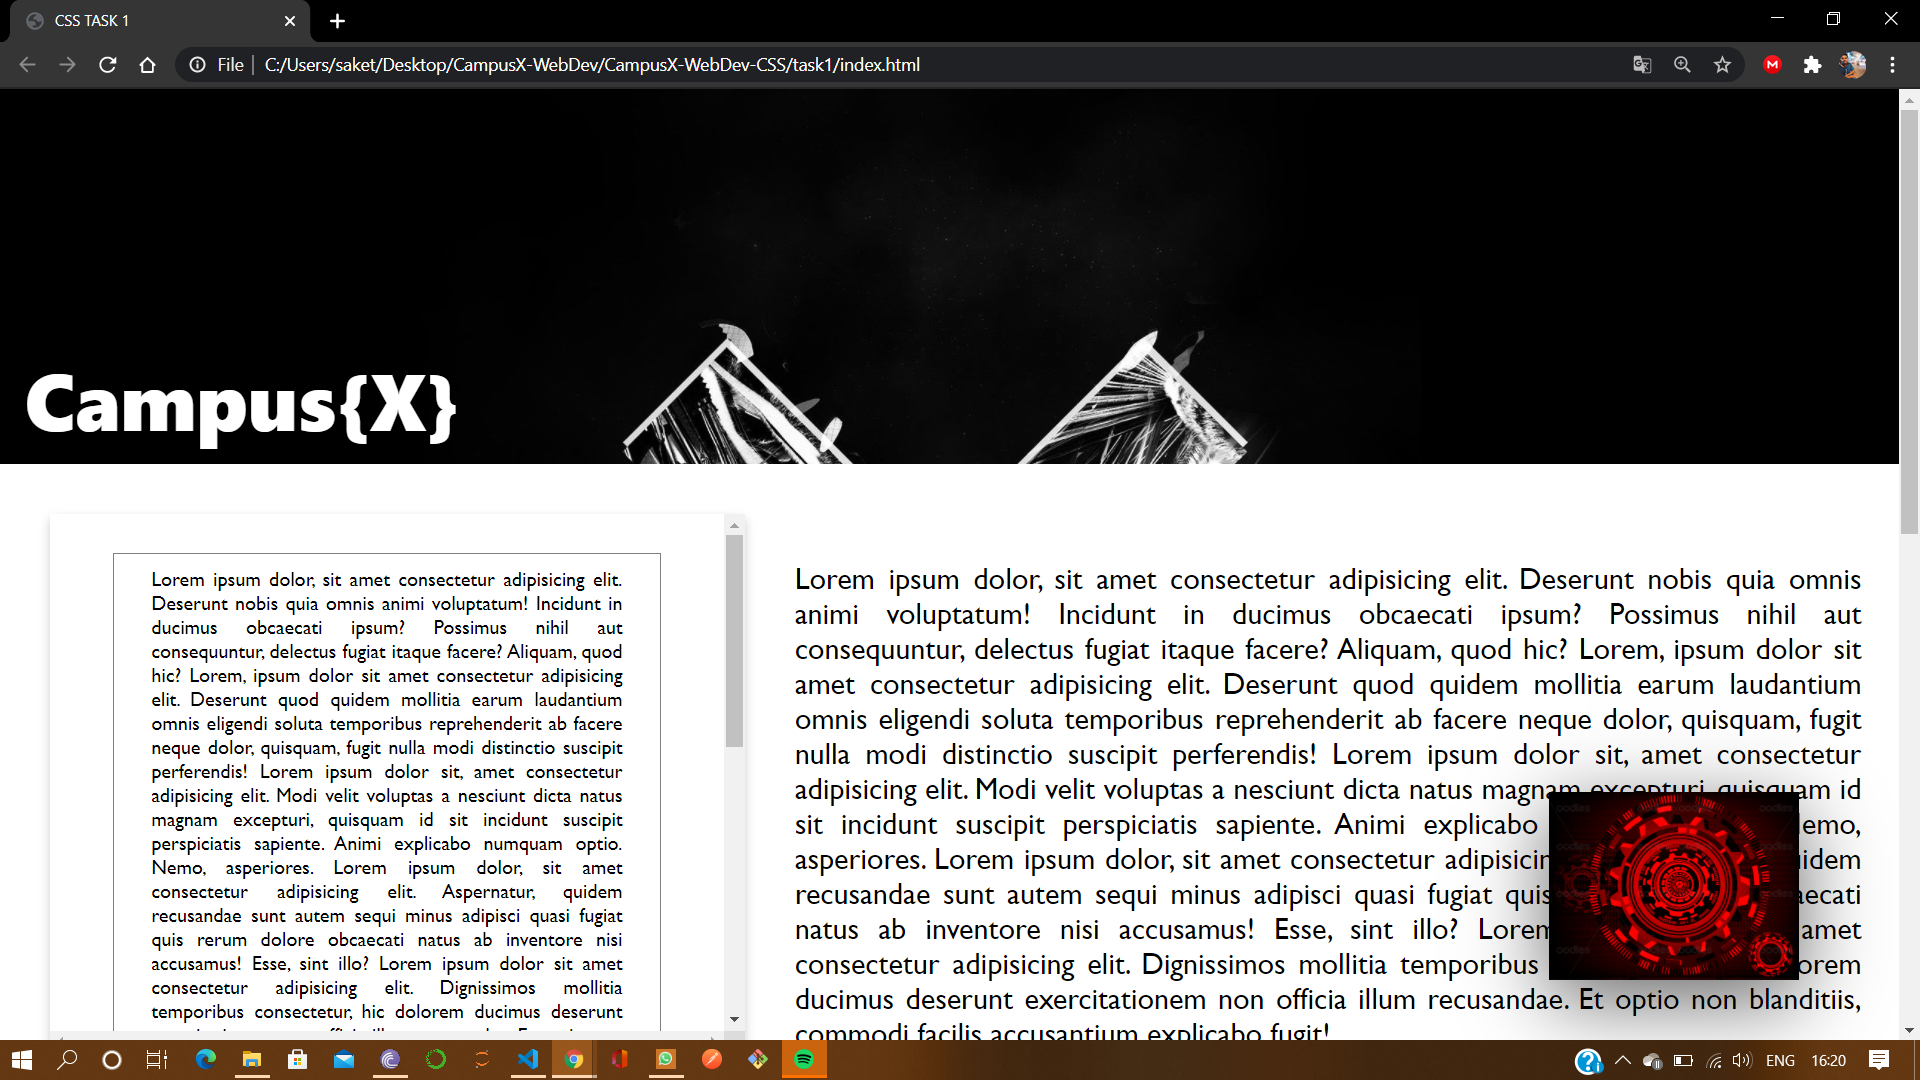 CSS TASK 1
File
C:/Users/saket/Desktop/CampusX-WebDev/CampusX-WebDev-CSS/task1/index.html
Campus{X}
Lorem ipsum dolor, sit amet consectetur adipisicing elit.
Deserunt nobis quia omnis animi voluptatum! Incidunt in
ducimus obcaecati ipsum? Possimus nihil aut
consequuntur, delectus fugiat itaque facere? Aliquam, quod
hic? Lorem, ipsum dolor sit amet consectetur adipisicing
elit. Deserunt quod quidem mollitia earum laudantium
omnis eligendi soluta temporibus reprehenderit ab facere
neque dolor, quisquam, fugit nulla modi distinctio suscipit
perferendis! Lorem ipsum dolor sit, amet consectetur
adipisicing elit. Modi velit voluptas a nesciunt dicta natus
magnam excepturi, quisquam id sit incidunt suscipit
perspiciatis sapiente. Animi explicabo numquam optio.
Nemo, asperiores. Lorem ipsum dolor, sit amet
consectetur adipisicing elit. Aspernatur, quidem
recusandae sunt autem sequi minus adipisci quasi fugiat
quis rerum dolore obcaecati natus ab inventore nisi
accusamus! Esse, sint illo? Lorem ipsum dolor sit amet
consectetur adipisicing elit. Dignissimos mollitia
temporibus consectetur, hic dolorem ducimus deserunt
Lorem ipsum dolor, sit amet consectetur adipisicing elit. Deserunt nobis quia omnis
animi voluptatum! Incidunt in ducimus obcaecati ipsum? Possimus nihil aut
consequuntur, delectus fugiat itaque facere? Aliquam, quod hic? Lorem, ipsum dolor sit
amet consectetur adipisicing elit. Deserunt quod quidem mollitia earum laudantium
omnis eligendi soluta temporibus reprehenderit ab facere neque dolor, quisquam, fugit
nulla modi distinctio suscipit perferendis! Lorem ipsum dolor sit, amet consectetur
adipisicing elit. Modi velit voluptas a nesciunt dicta natus magnam excepturi, quisquam id
sit incidunt suscipit perspiciatis sapiente. Animi explicabo emo,
asperiores. Lorem ipsum dolor, sit amet consectetur adipisicin idem
recusandae sunt autem sequi minus adipisci quasi fugiat quis aecati
natus ab inventore nisi accusamus! Esse, sint illo? Lorem amet
consectetur adipisicing elit. Dignissimos mollitia temporibus orem
ducimus deserunt exercitationem non officia illum recusandae. Et optio non blanditiis,
commodi facilis accusantium explicabo fugit!
ENG
16:20